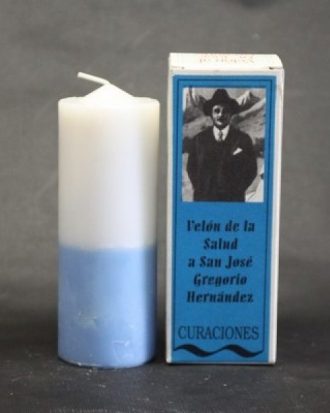 Velón de la
Salud
a San José
Gregorio
Hernández
CURACIONES